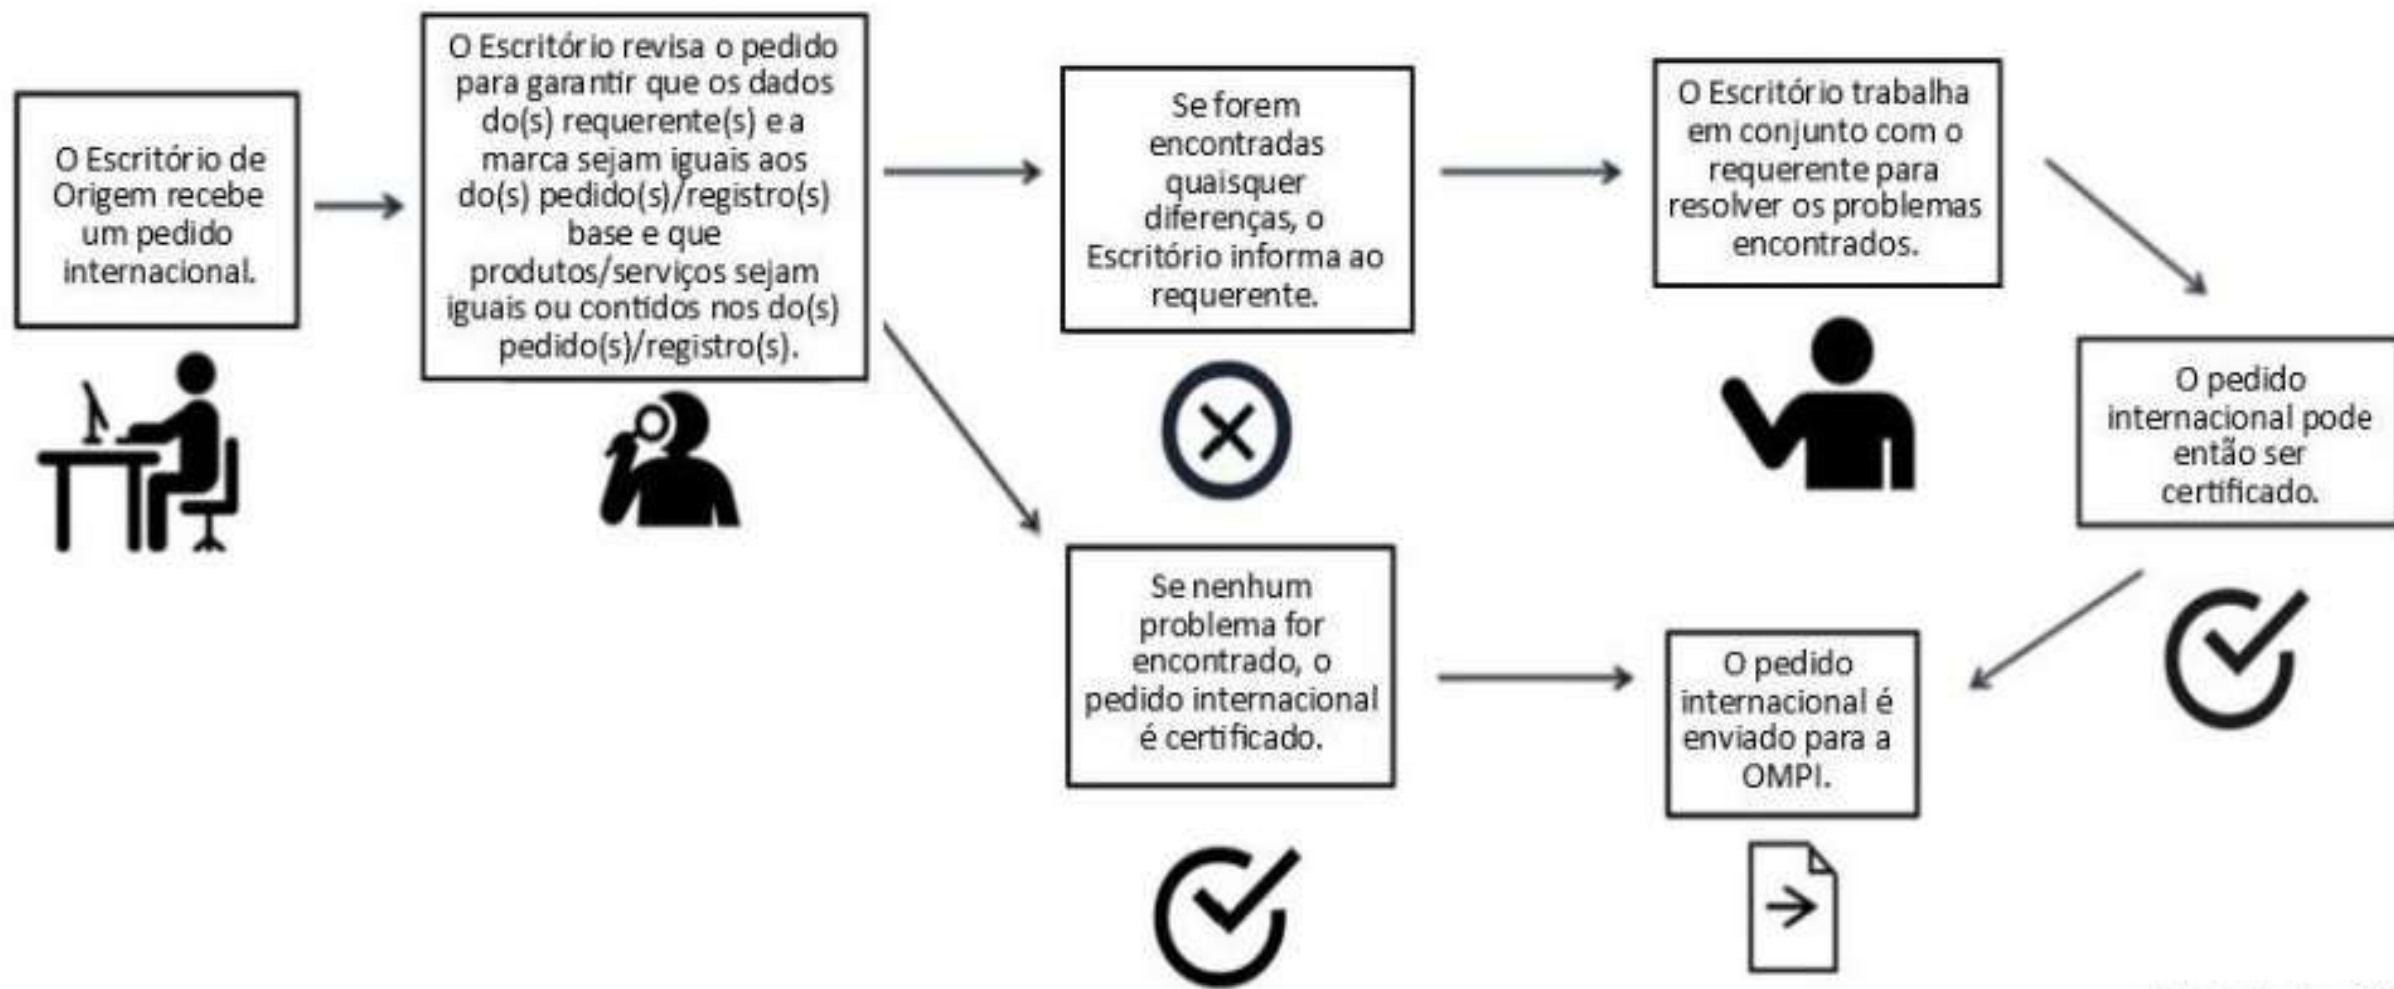 O Escritório de
Origem recebe
um pedido
internacional.
O Escritório revisa o pedido
para garantir que os dados
do(s) requerente(s) e a
marca sejam iguais aos
do(s) pedido(s)/registro(s)
base e que
produtos/serviços sejam
iguais ou contidos nos do(s)
pedido(s)/registro(s).
Se forem
encontradas
quaisquer
diferenças, o
Escritório informa ao
requerente.
O Escritório trabalha
em conjunto com o
requerente para
resolver os problemas
encontrados.
O pedido
internacional pode
então ser
certificado.
Se nenhum
problema for
encontrado, o
pedido internacional
é certificado.
O pedido
internacional é
enviado para a
OMPI.